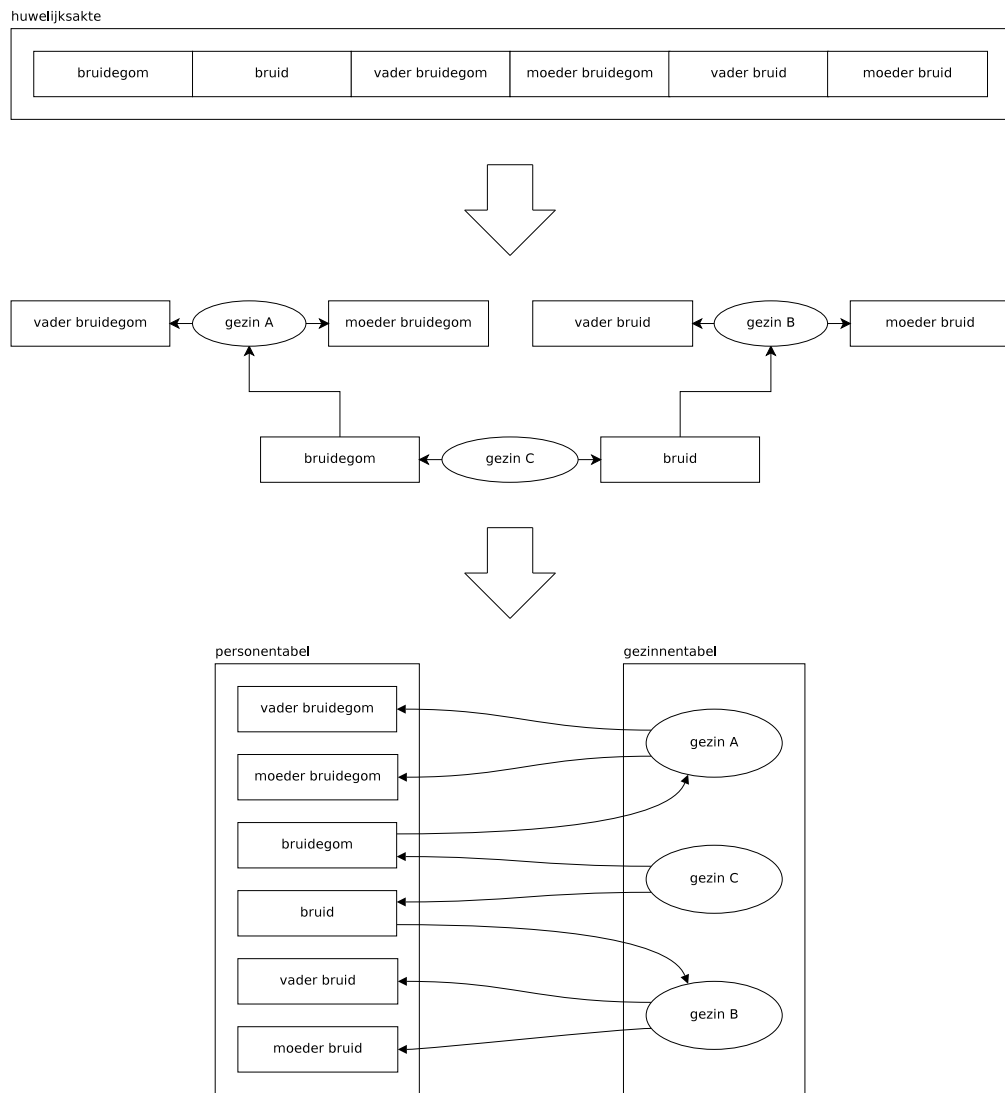 huwelijksakte
bruidegom bruid vader bruidegom moeder bruidegom vader bruid moeder bruid
vader bruidegom gezin A moeder bruidegom vader bruid gezin B moeder bruid
bruidegom gezin C bruid
personentabel gezinnentabel
vader bruidegom
gezin A
moeder bruidegom
bruidegom
gezin C
bruid
vader bruid
gezin B
moeder bruid